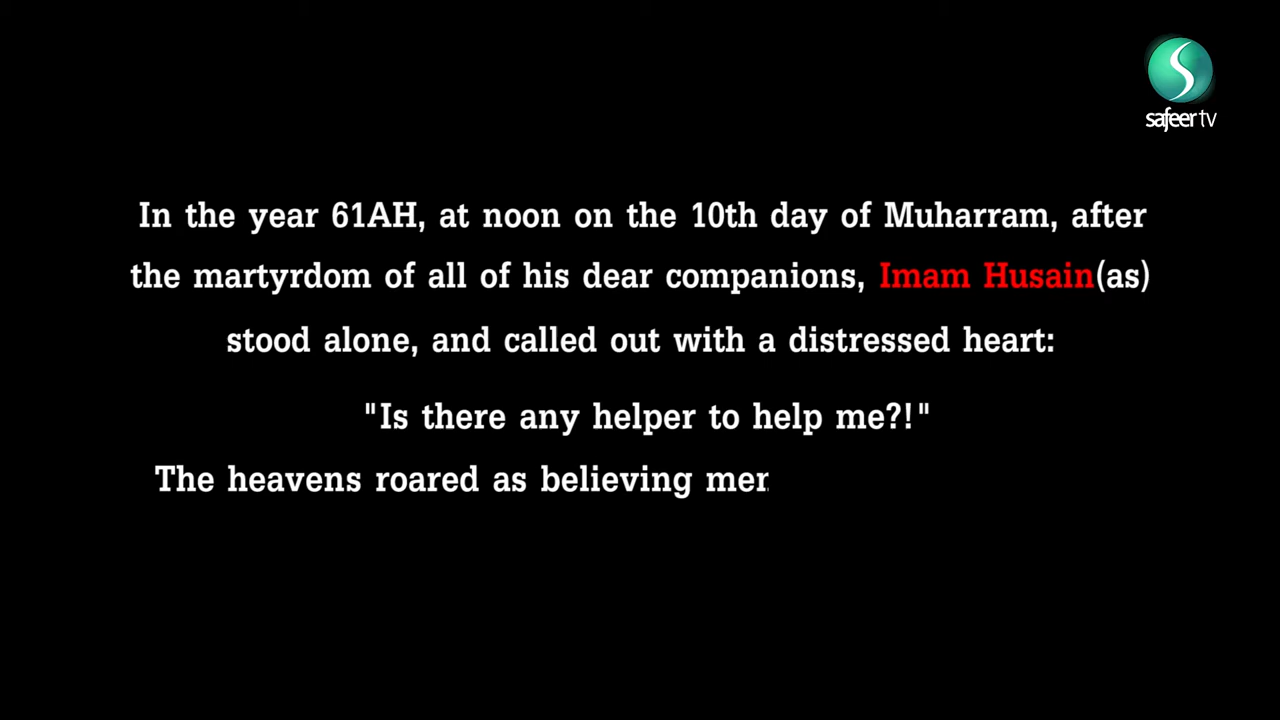 safeer tv
In the year 61AH, at noon on the 10th day of Muharram, after
the martyrdom of all of his dear companions, Imam Husain(as)
stood alone, and called out with a distressed heart:
"Is there any helper to help me?!"
The heavens roared as believing